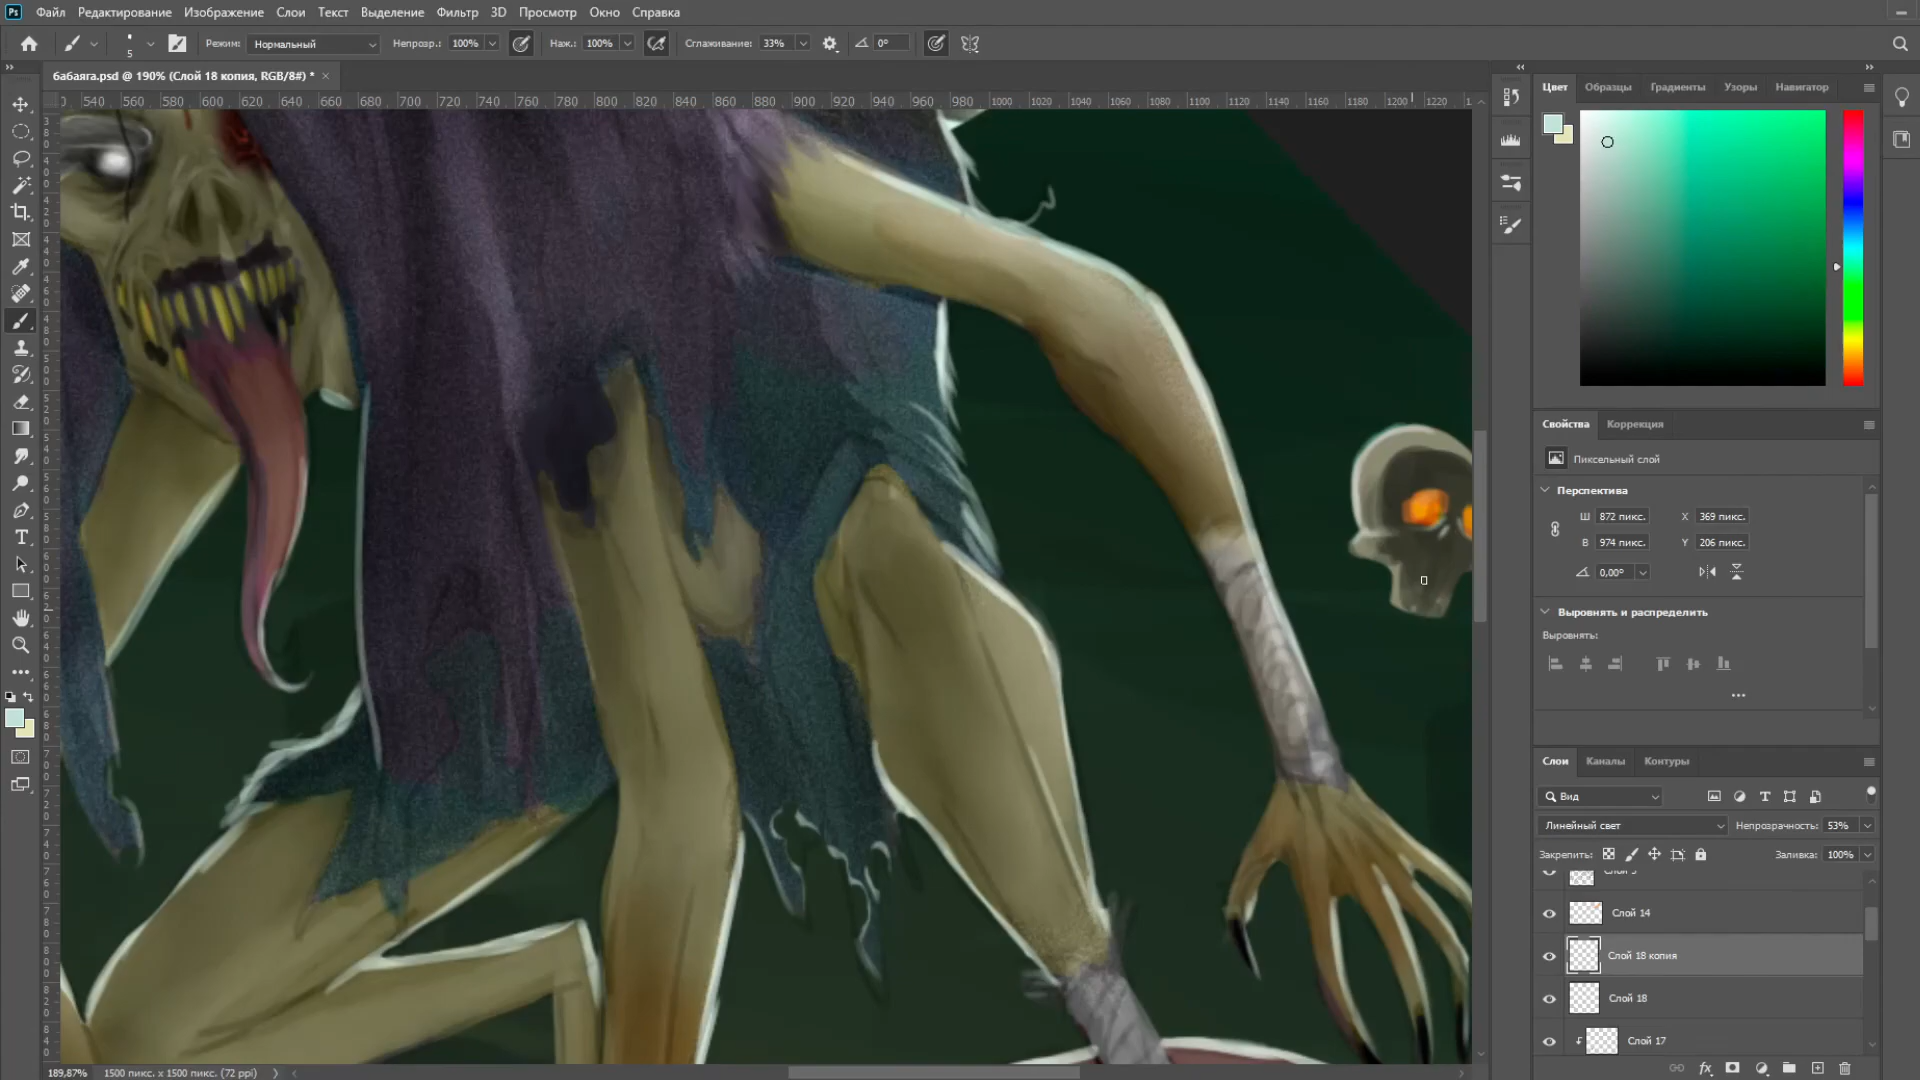 Ps Файл Редактирование Изображение Слои Текст Выделение Фильтр 3D Просмотр Окно Справка
5 Режим: Нормальный Непрозр.: 100% Наж.: 100% Сглаживание: 33% 0°
бабаяга.psd @ 190% (Слой 18 копия, RGB/8#) *
540 560 580 600 620 640 660 680 700 720 740 760 780 800 820 840 860 880 900 920 940 960 980 1000 1020 1040 1060 1080 1100 1120 1140 1160 1180 1200 1220
Цвет Образцы Градиенты Узоры Навигатор
Свойства Коррекция
Пиксельный слой
Перспектива
Ш 872 пикс. X 369 пикс.
В 974 пикс. Y 206 пикс.
0,00°
Выровнять и распределить
Выровнять:
Слои Каналы Контуры
Вид
Линейный свет Непрозрачность: 53%
Закрепить: Заливка: 100%
Слой 14
Слой 18 копия
Слой 18
Слой 17
189,87% 1500 пикс. x 1500 пикс. (72 ppi)